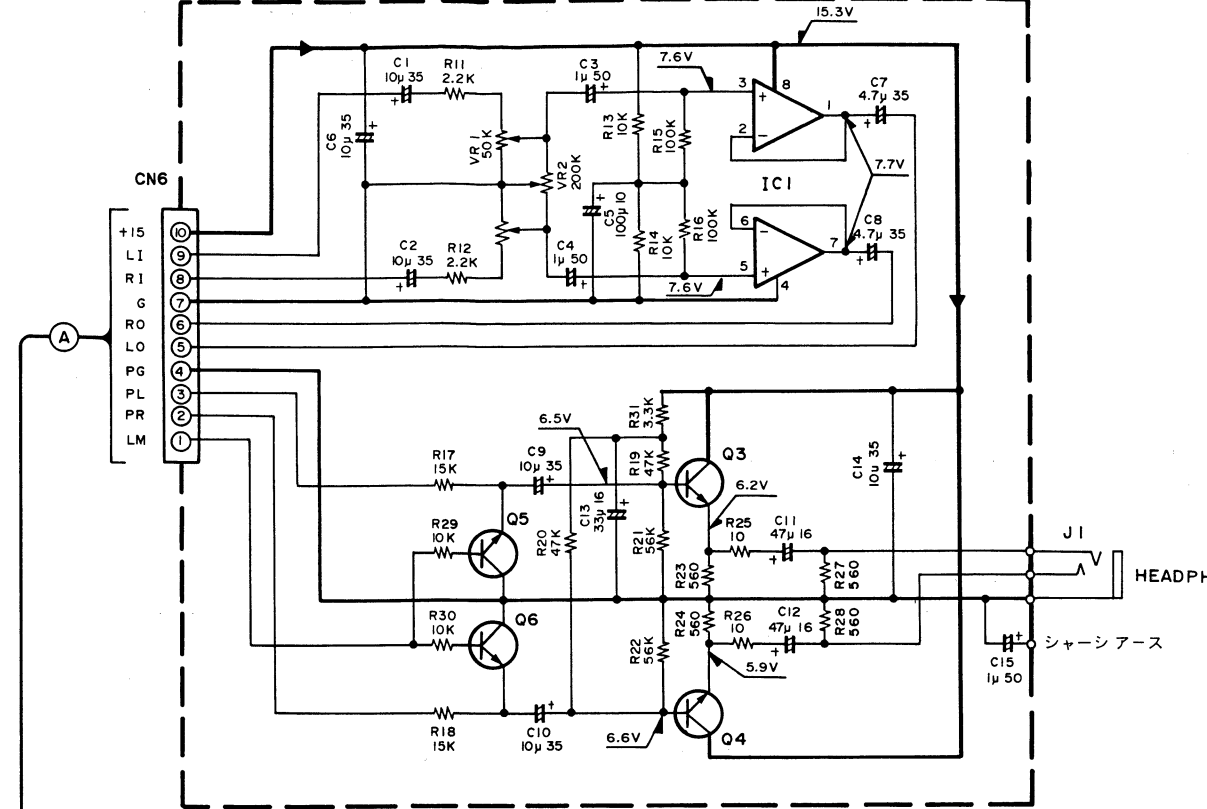 15.3V
7.6V
C1
10μ 35
R11
2.2K
C3
1μ 50
3
8
C7
4.7μ 35
+
1
2
−
C6
10μ 35
VR1
50K
R13
10K
R15
100K
VR2
200K
7.7V
IC1
CN6
C5
100μ 10
R14
10K
R16
100K
6
−
7
C8
4.7μ 35
C2
10μ 35
R12
2.2K
C4
1μ 50
5
+
4
7.6V
+15 10
LI 9
RI 8
G 7
RO 6
LO 5
PG 4
PL 3
PR 2
LM 1
A
R31
3.3K
6.5V
R17
15K
C9
10μ 35
R19
47K
Q3
C14
10μ 35
6.2V
R29
10K
Q5
R20
47K
C13
33μ 16
R21
56K
R25
10
C11
47μ 16
J1
R23
560
R27
560
HEADPH
R30
10K
Q6
R24
560
R26
10
C12
47μ 16
R28
560
R22
56K
5.9V
C15
1μ 50
シャーシ アース
R18
15K
C10
10μ 35
6.6V
Q4